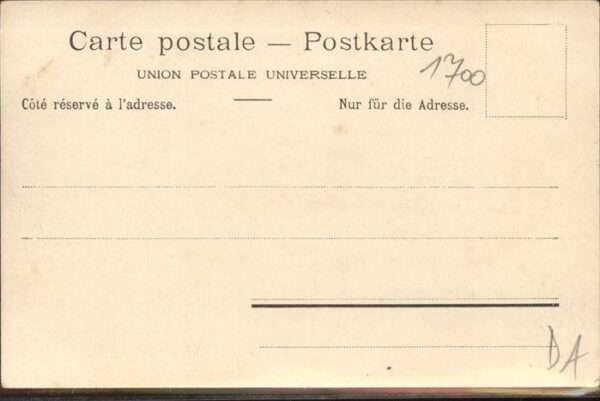 Carte postale — Postkarte
UNION POSTALE UNIVERSELLE
1700
Côté réservé à l'adresse.
Nur für die Adresse.
DA